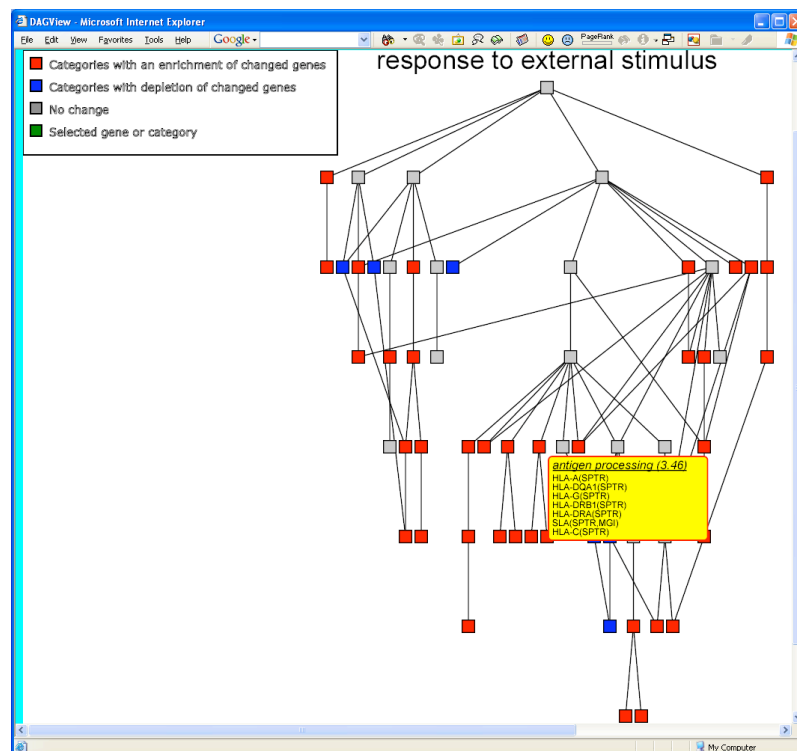 DAGView - Microsoft Internet Explorer
File Edit View Favorites Tools Help Google PageRank
response to external stimulus
Categories with an enrichment of changed genes
Categories with depletion of changed genes
No change
Selected gene or category
antigen processing (3.46)
HLA-A(SPTR)
HLA-DQA1(SPTR)
HLA-G(SPTR)
HLA-DRB1(SPTR)
HLA-DRA(SPTR)
SLA(SPTR,MGI)
HLA-C(SPTR)
My Computer